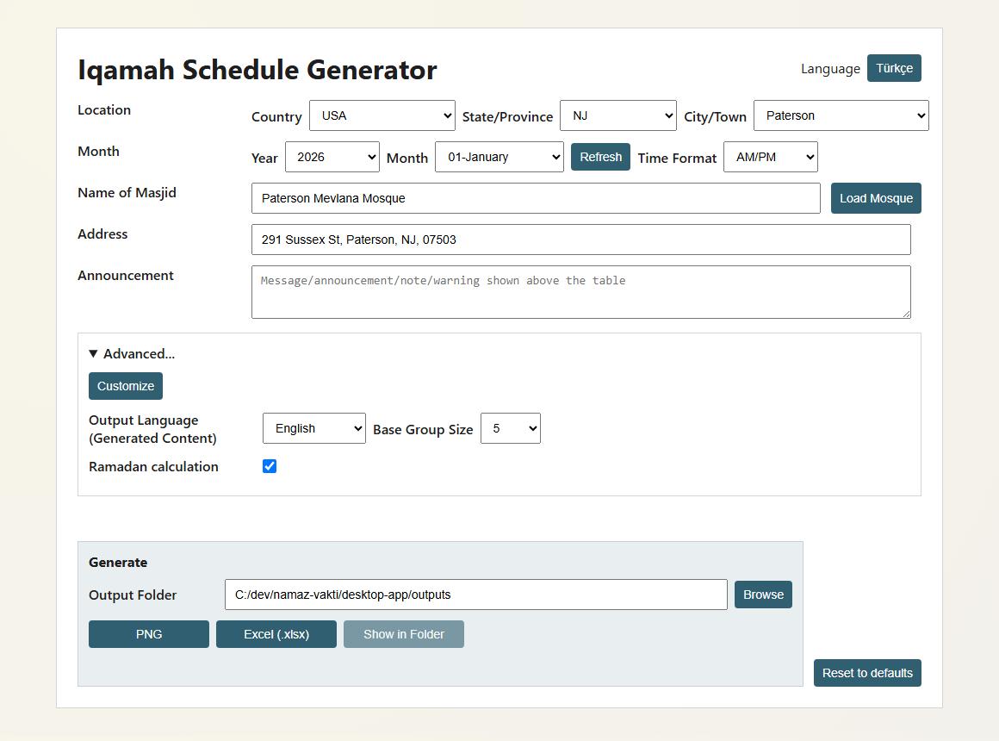 Iqamah Schedule Generator
Language Türkçe
Location Country USA State/Province NJ City/Town Paterson
Month Year 2026 Month 01-January Refresh Time Format AM/PM
Name of Masjid Paterson Mevlana Mosque Load Mosque
Address 291 Sussex St, Paterson, NJ, 07503
Announcement Message/announcement/note/warning shown above the table
Advanced...
Customize
Output Language
(Generated Content) English Base Group Size 5
Ramadan calculation
Generate
Output Folder C:/dev/namaz-vakti/desktop-app/outputs Browse
PNG Excel (.xlsx) Show in Folder
Reset to defaults